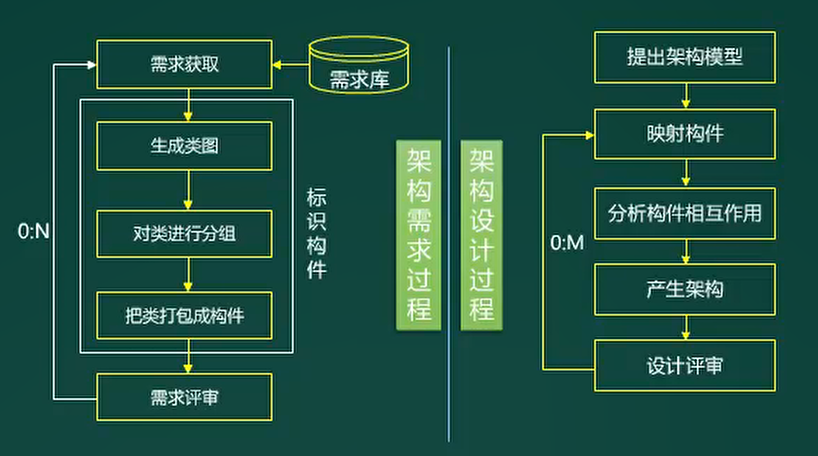 需求获取
需求库
生成类图
对类进行分组
把类打包成构件
标识构件
0:N
需求评审
架构需求过程
架构设计过程
提出架构模型
映射构件
分析构件相互作用
0:M
产生架构
设计评审